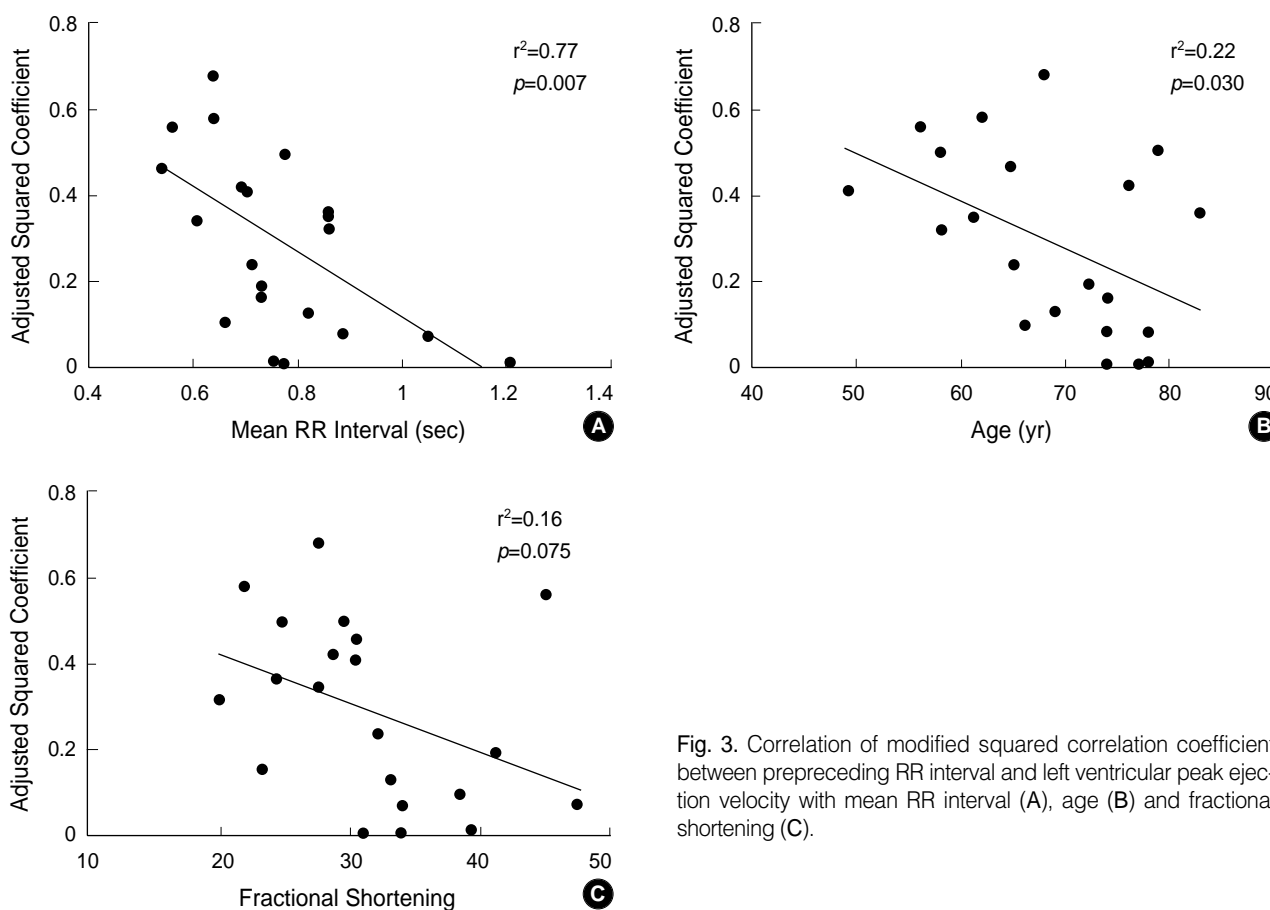 Adjusted Squared Coefficient
0.8
0.6
0.4
0.2
0
r²=0.77
p=0.007
0.4 0.6 0.8 1 1.2 1.4
Mean RR Interval (sec)
A
Adjusted Squared Coefficient
0.8
0.6
0.4
0.2
0
r²=0.22
p=0.030
40 50 60 70 80 90
Age (yr)
B
Adjusted Squared Coefficient
0.8
0.6
0.4
0.2
0
r²=0.16
p=0.075
10 20 30 40 50
Fractional Shortening
C
Fig. 3. Correlation of modified squared correlation coefficient
between prepreceding RR interval and left ventricular peak ejec-
tion velocity with mean RR interval (A), age (B) and fractional
shortening (C).